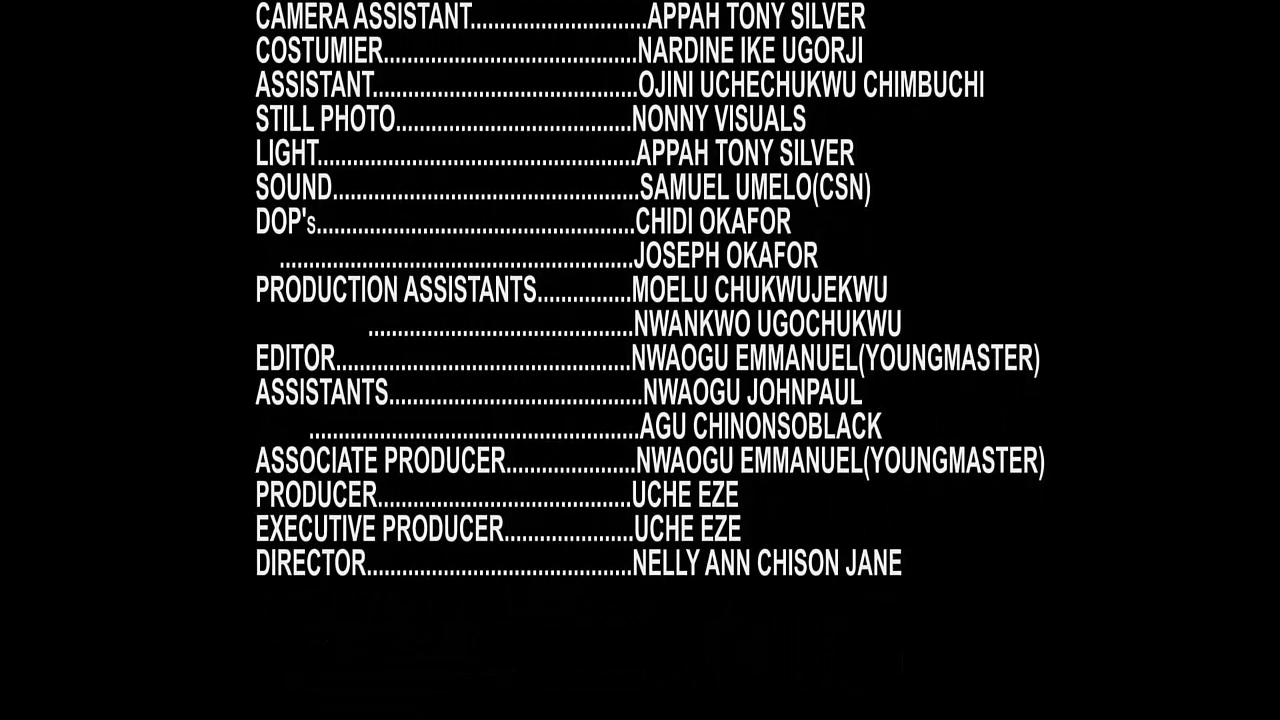 CAMERA ASSISTANT..............................APPAH TONY SILVER
COSTUMIER...........................................NARDINE IKE UGORJI
ASSISTANT.............................................OJINI UCHECHUKWU CHIMBUCHI
STILL PHOTO........................................NONNY VISUALS
LIGHT......................................................APPAH TONY SILVER
SOUND....................................................SAMUEL UMELO(CSN)
DOP's......................................................CHIDI OKAFOR
............................................................JOSEPH OKAFOR
PRODUCTION ASSISTANTS................MOELU CHUKWUJEKWU
.............................................NWANKWO UGOCHUKWU
EDITOR..................................................NWAOGU EMMANUEL(YOUNGMASTER)
ASSISTANTS...........................................NWAOGU JOHNPAUL
........................................................AGU CHINONSOBLACK
ASSOCIATE PRODUCER......................NWAOGU EMMANUEL(YOUNGMASTER)
PRODUCER...........................................UCHE EZE
EXECUTIVE PRODUCER......................UCHE EZE
DIRECTOR.............................................NELLY ANN CHISON JANE